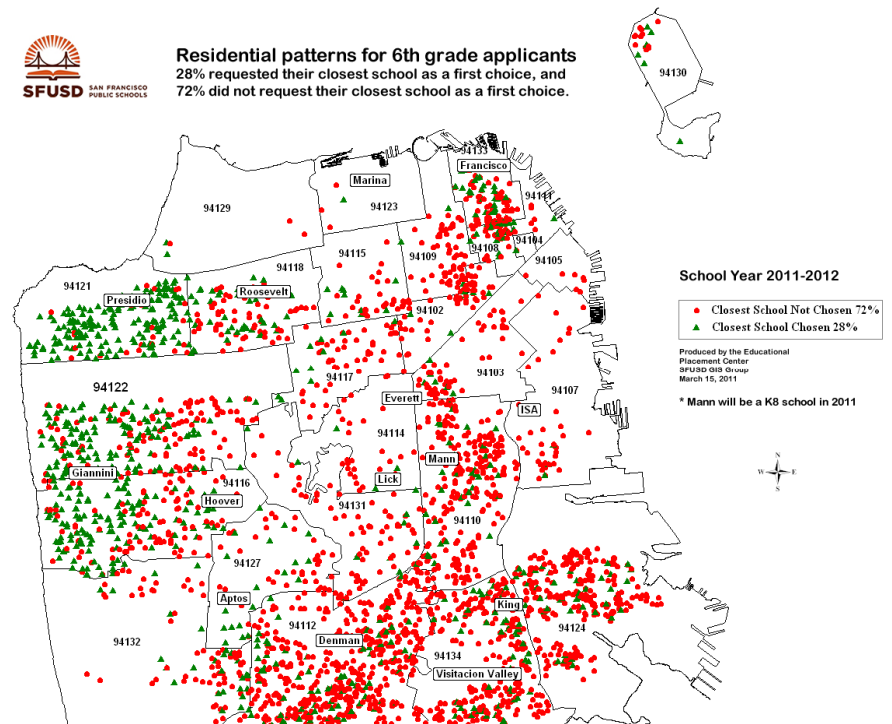 SFUSD
SAN FRANCISCO
PUBLIC SCHOOLS
Residential patterns for 6th grade applicants
28% requested their closest school as a first choice, and
72% did not request their closest school as a first choice.
94130
94133
Francisco
Marina
94111
94129
94123
94104
94108
94115
94109
94105
94118
94121
Presidio
Roosevelt
94102
School Year 2011-2012
Closest School Not Chosen 72%
Closest School Chosen 28%
Produced by the Educational
Placement Center
SFUSD GIS Group
March 15, 2011
* Mann will be a K8 school in 2011
94117
94103
94122
94107
Everett
ISA
94114
Mann
Giannini
Lick
94116
Hoover
N
W E
S
94131
94110
94127
Aptos
King
94112
94124
94132
Denman
94134
Visitacion Valley